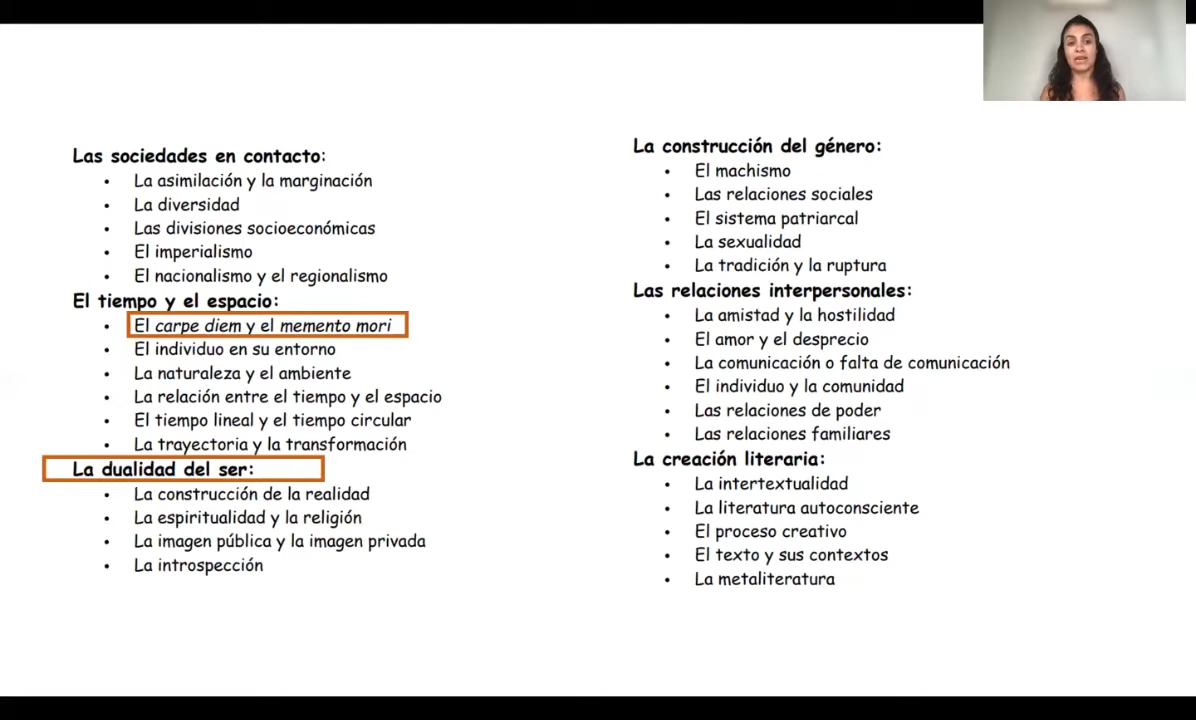 Las sociedades en contacto:
• La asimilación y la marginación
• La diversidad
• Las divisiones socioeconómicas
• El imperialismo
• El nacionalismo y el regionalismo
El tiempo y el espacio:
• El carpe diem y el memento mori
• El individuo en su entorno
• La naturaleza y el ambiente
• La relación entre el tiempo y el espacio
• El tiempo lineal y el tiempo circular
• La trayectoria y la transformación
La dualidad del ser:
• La construcción de la realidad
• La espiritualidad y la religión
• La imagen pública y la imagen privada
• La introspección
La construcción del género:
• El machismo
• Las relaciones sociales
• El sistema patriarcal
• La sexualidad
• La tradición y la ruptura
Las relaciones interpersonales:
• La amistad y la hostilidad
• El amor y el desprecio
• La comunicación o falta de comunicación
• El individuo y la comunidad
• Las relaciones de poder
• Las relaciones familiares
La creación literaria:
• La intertextualidad
• La literatura autoconsciente
• El proceso creativo
• El texto y sus contextos
• La metaliteratura